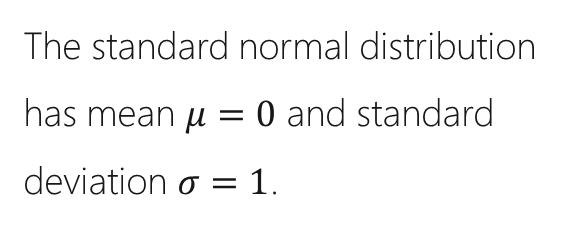 The standard normal distribution
has mean μ = 0 and standard
deviation σ = 1.